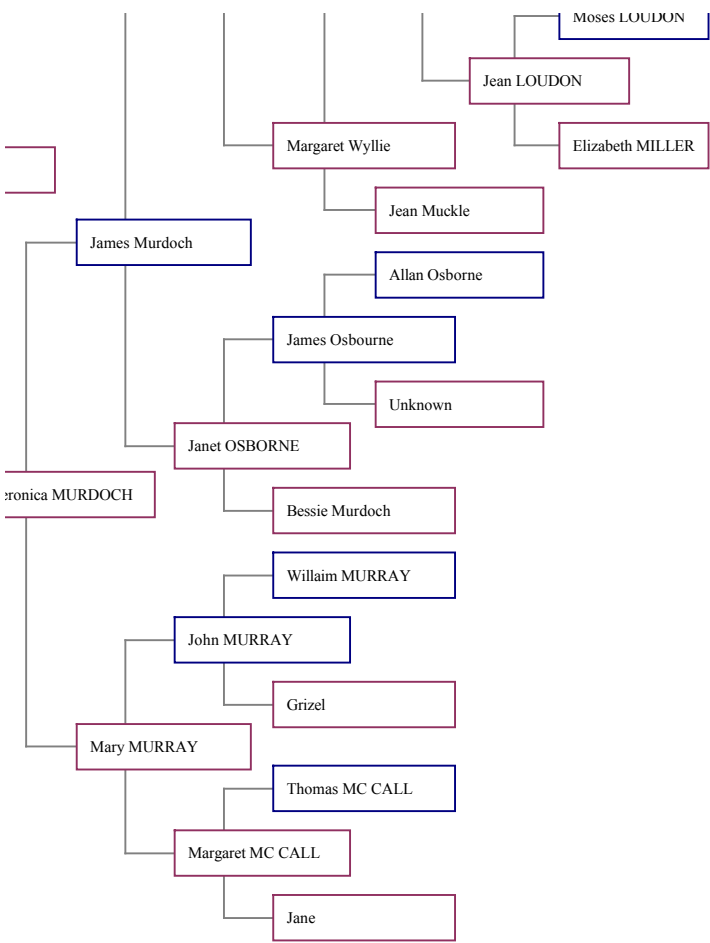 Moses LOUDON
Jean LOUDON
Margaret Wyllie
Elizabeth MILLER
Jean Muckle
James Murdoch
Allan Osborne
James Osbourne
Unknown
Janet OSBORNE
eronica MURDOCH
Bessie Murdoch
Willaim MURRAY
John MURRAY
Grizel
Mary MURRAY
Thomas MC CALL
Margaret MC CALL
Jane